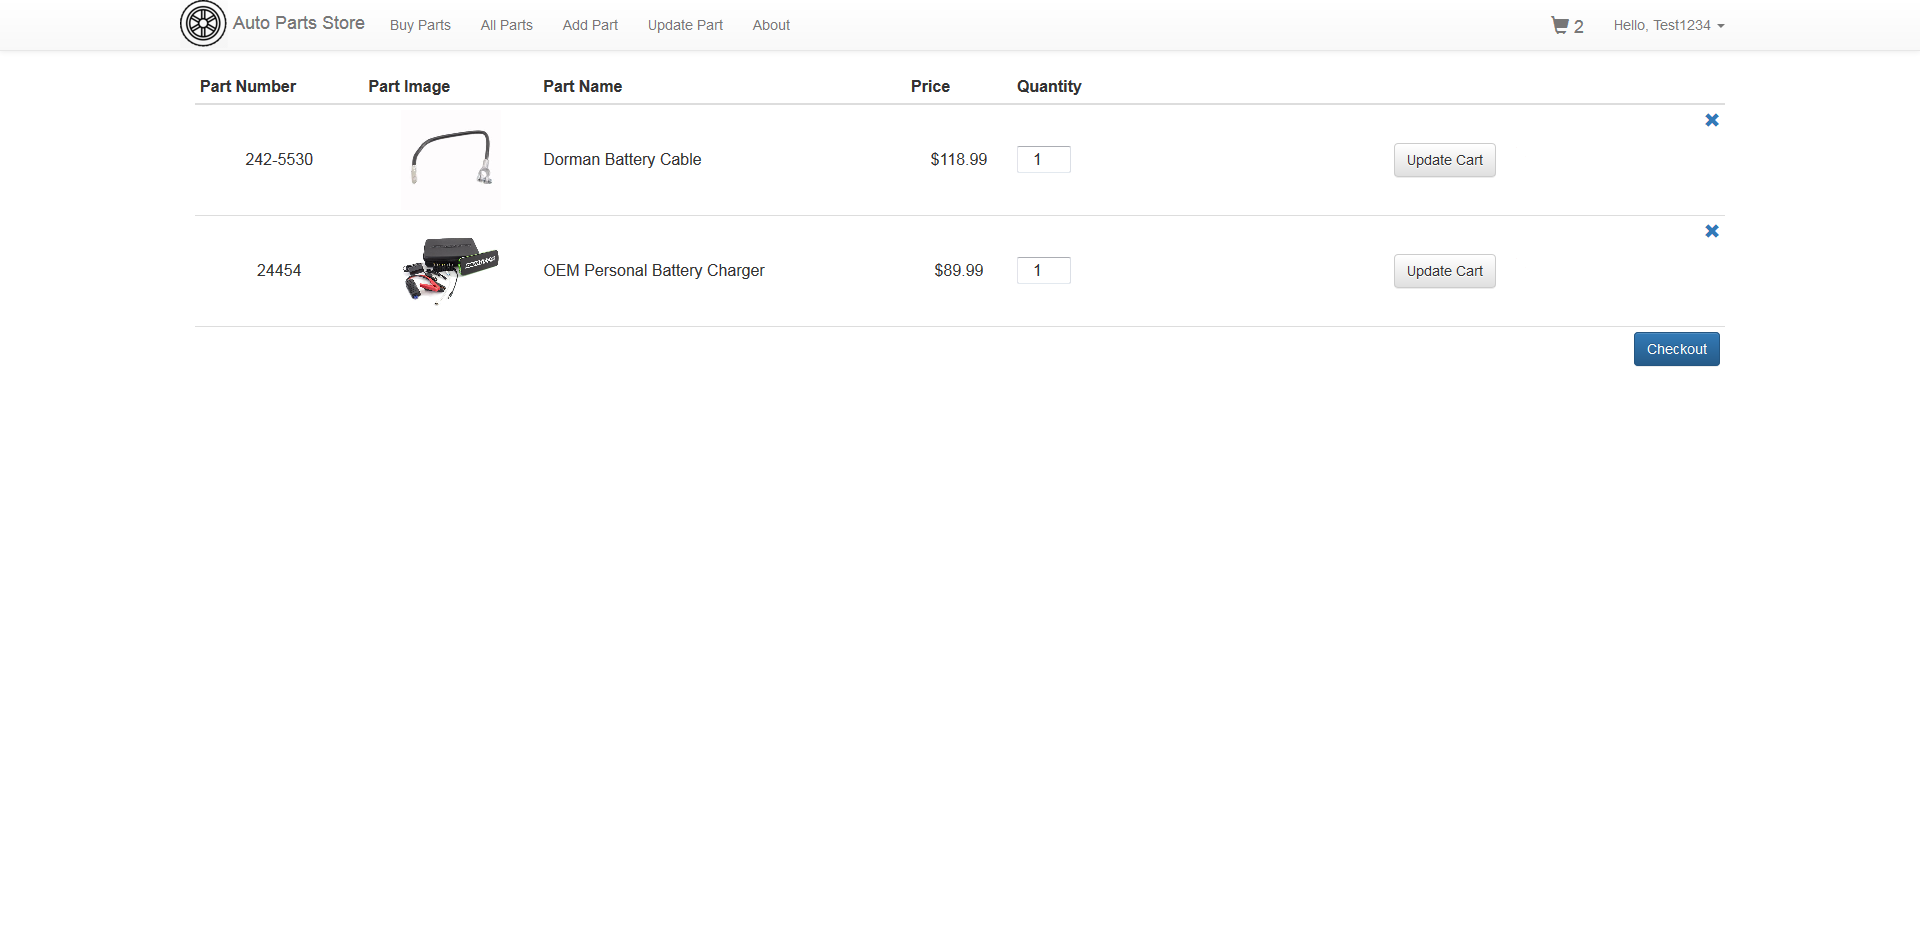 Auto Parts Store Buy Parts All Parts Add Part Update Part About 2 Hello, Test1234
Part Number Part Image Part Name Price Quantity
242-5530 Dorman Battery Cable $118.99 1 Update Cart
24454 OEM Personal Battery Charger $89.99 1 Update Cart
Checkout